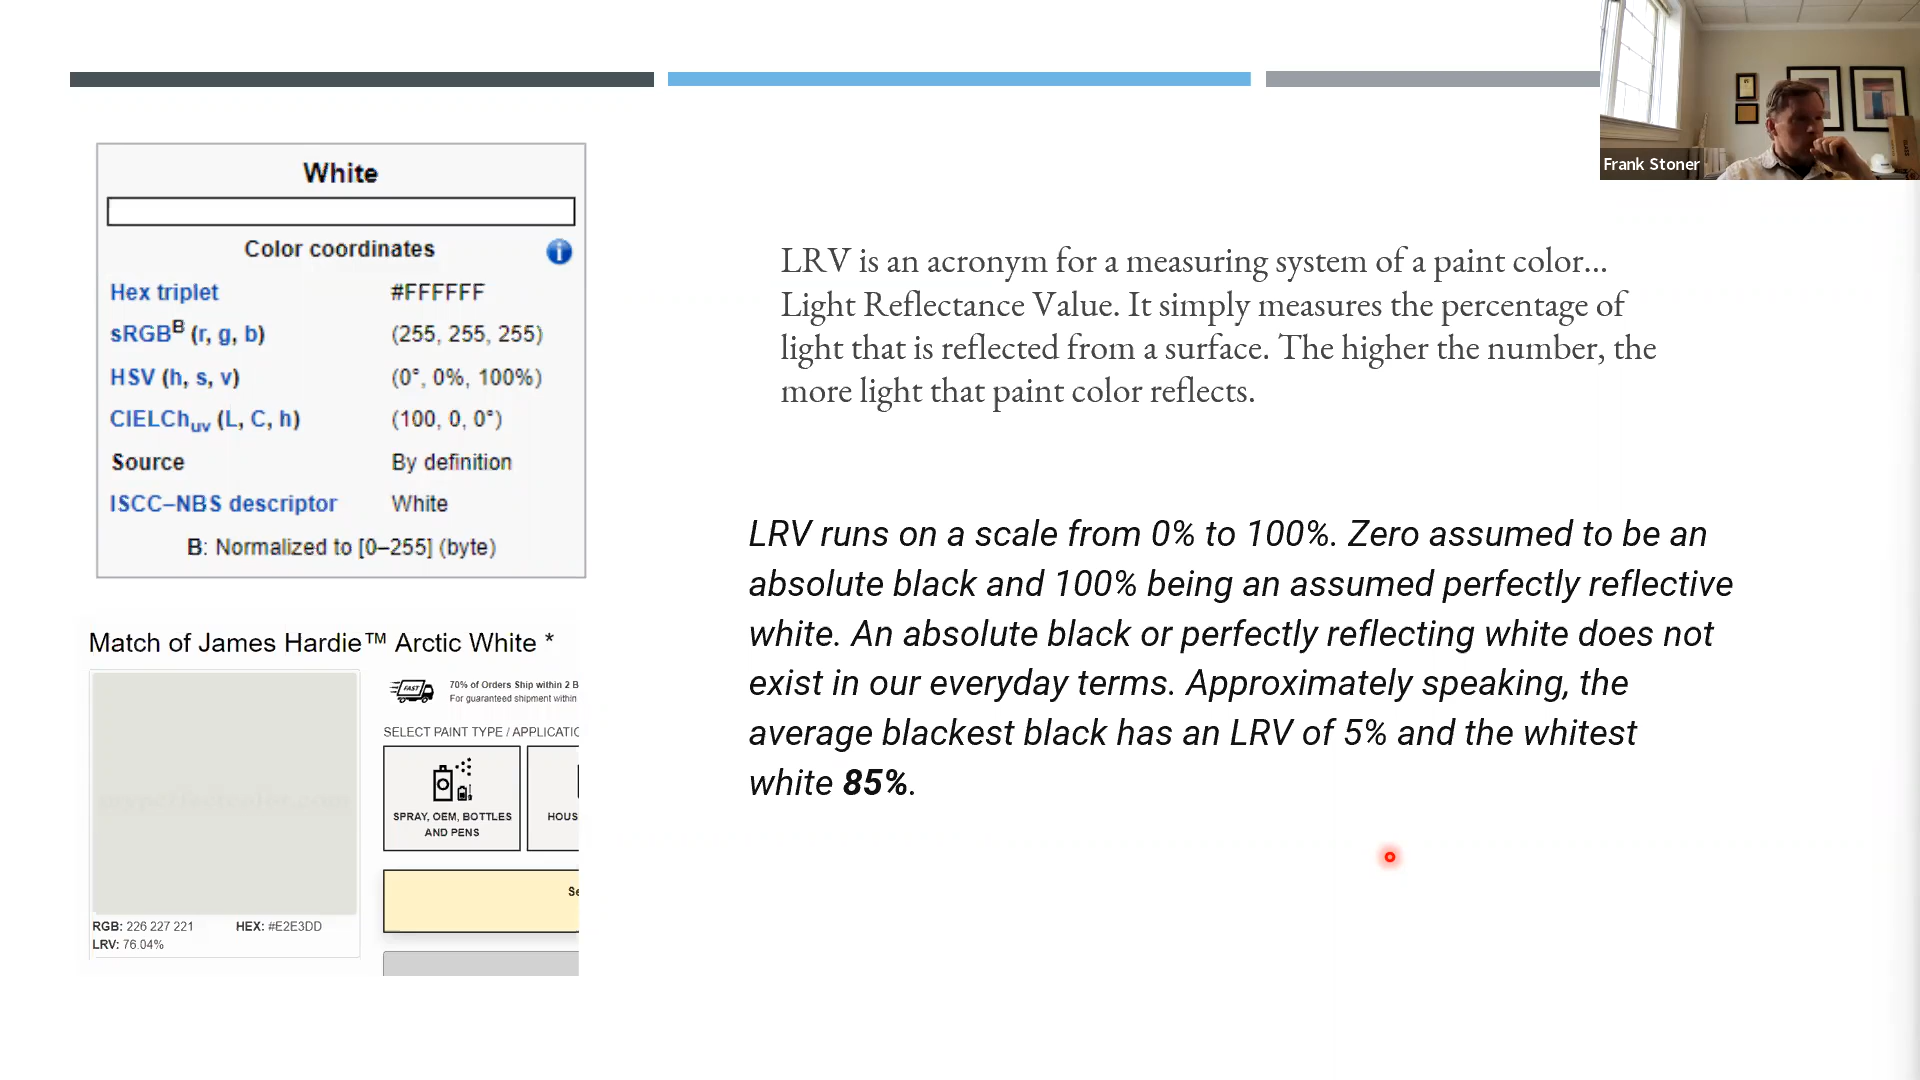 Frank Stoner
White
Color coordinates
Hex triplet #FFFFFF
sRGBB (r, g, b) (255, 255, 255)
HSV (h, s, v) (0°, 0%, 100%)
CIELChuv (L, C, h) (100, 0, 0°)
Source By definition
ISCC–NBS descriptor White
B: Normalized to [0–255] (byte)
LRV is an acronym for a measuring system of a paint color...
Light Reflectance Value. It simply measures the percentage of
light that is reflected from a surface. The higher the number, the
more light that paint color reflects.
LRV runs on a scale from 0% to 100%. Zero assumed to be an
absolute black and 100% being an assumed perfectly reflective
white. An absolute black or perfectly reflecting white does not
exist in our everyday terms. Approximately speaking, the
average blackest black has an LRV of 5% and the whitest
white 85%.
Match of James Hardie™ Arctic White *
FAST
70% of Orders Ship within 2 B
For guaranteed shipment within
SELECT PAINT TYPE / APPLICATIO
SPRAY, OEM, BOTTLES
AND PENS
HOUS
Se
RGB: 226 227 221 HEX: #E2E3DD
LRV: 76.04%